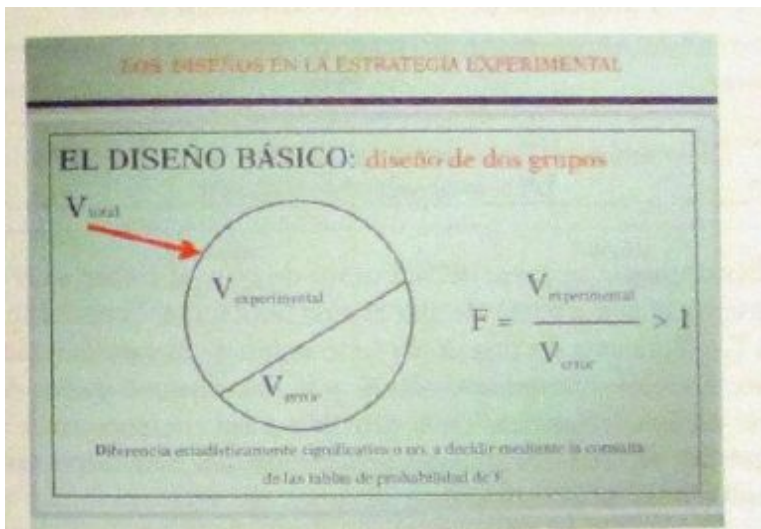 LOS DISEÑOS EN LA ESTRATEGIA EXPERIMENTAL
EL DISEÑO BÁSICO: diseño de dos grupos
V total
V experimental
V error
F = V experimental / V error > 1
Diferencia estadísticamente significativa o no, a decidir mediante la consulta
de las tablas de probabilidad de F.